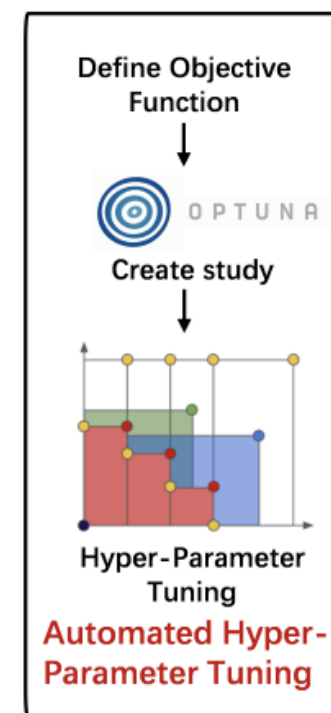 Define Objective
Function
OPTUNA
Create study
Hyper-Parameter
Tuning
Automated Hyper-
Parameter Tuning